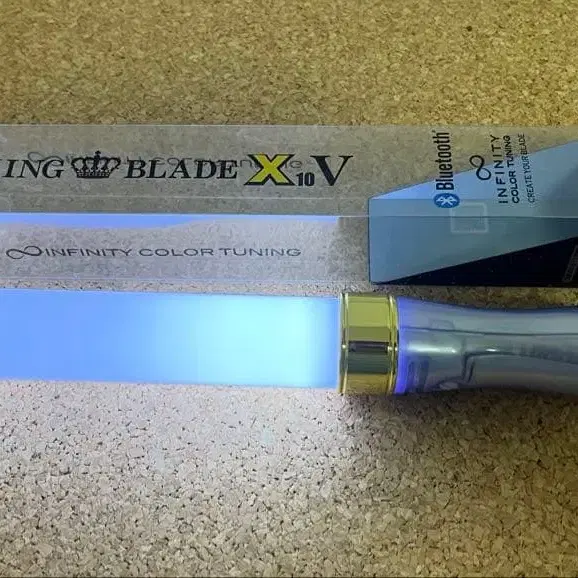 ING BLADE X10 V
∞ INFINITY COLOR TUNING
Bluetooth®
∞ INFINITY
COLOR TUNING
CREATE YOUR BLADE